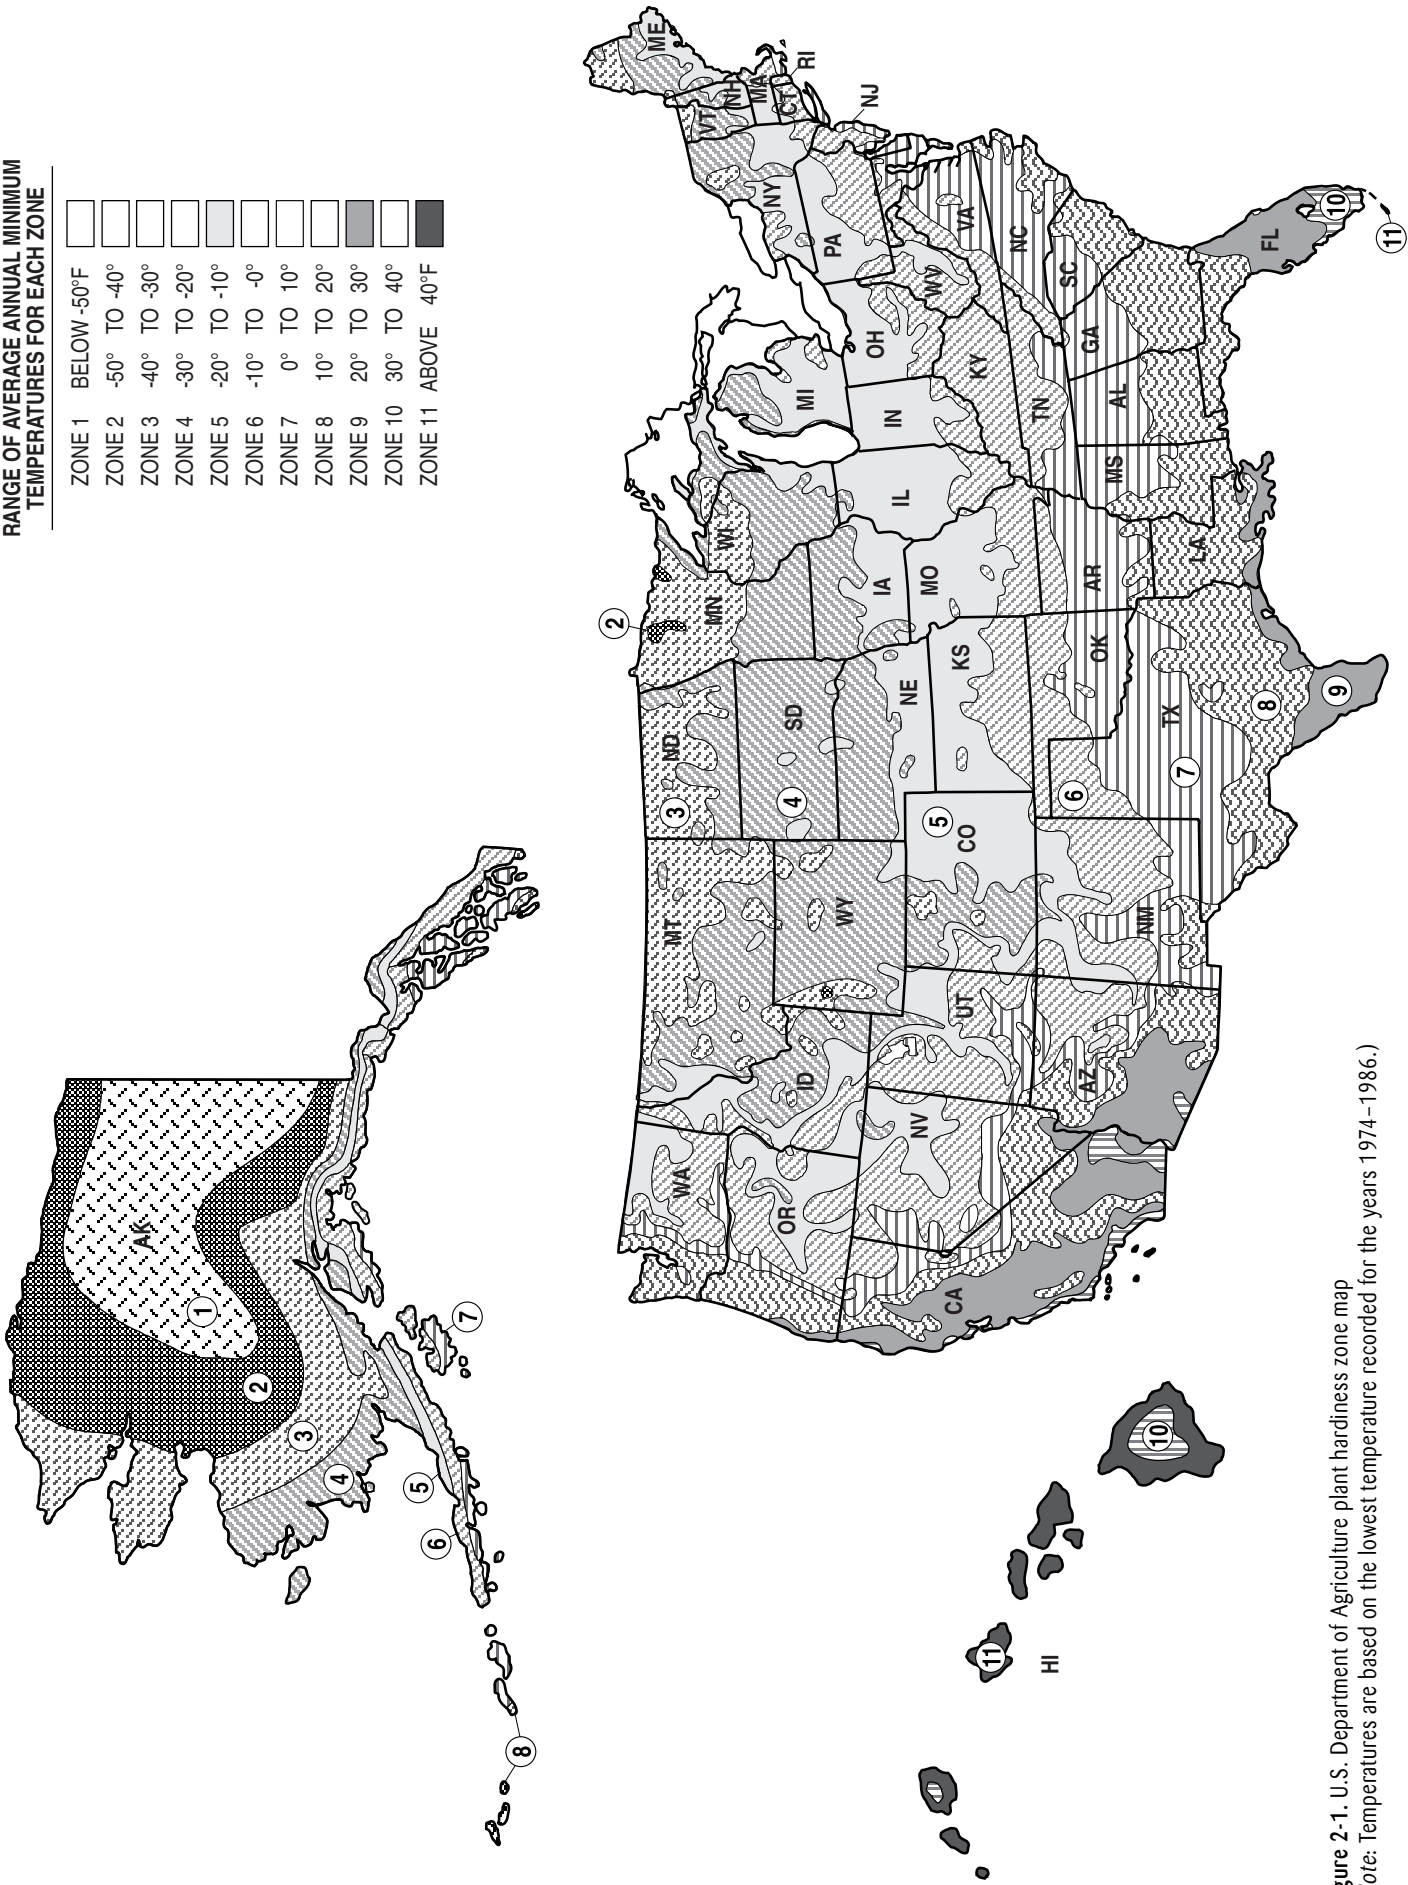 RANGE OF AVERAGE ANNUAL MINIMUM
TEMPERATURES FOR EACH ZONE
ZONE 1 BELOW -50°F
ZONE 2 -50° TO -40°
ZONE 3 -40° TO -30°
ZONE 4 -30° TO -20°
ZONE 5 -20° TO -10°
ZONE 6 -10° TO -0°
ZONE 7 0° TO 10°
ZONE 8 10° TO 20°
ZONE 9 20° TO 30°
ZONE 10 30° TO 40°
ZONE 11 ABOVE 40°F
AK
1
2
3
4
5
6
7
8
2
WA
OR
CA
NV
ID
MT
WY
UT
AZ
CO
NM
ND
SD
NE
KS
OK
TX
MN
IA
MO
AR
LA
WI
IL
MI
IN
OH
KY
TN
MS
AL
GA
FL
SC
NC
VA
WV
PA
NY
NJ
VT
NH
ME
MA
CT
RI
3
4
5
6
7
8
9
10
11
HI
11
10
gure 2-1. U.S. Department of Agriculture plant hardiness zone map
ote: Temperatures are based on the lowest temperature recorded for the years 1974–1986.)